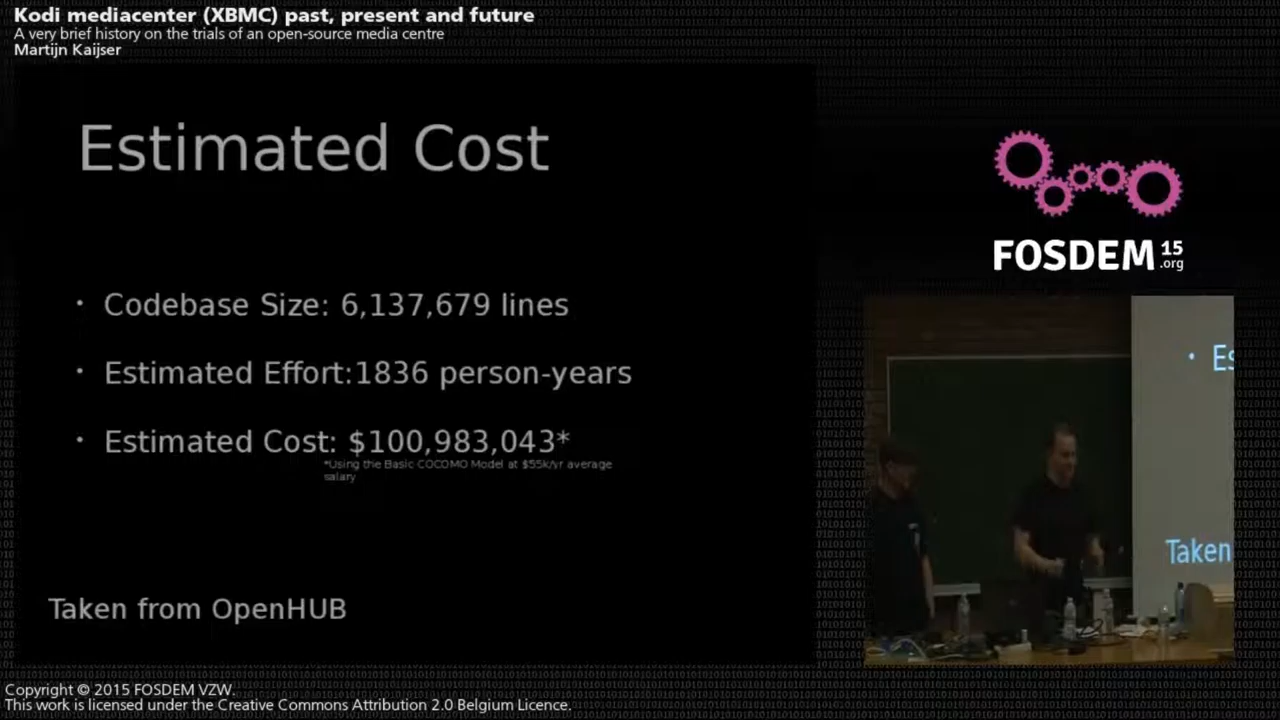 Kodi mediacenter (XBMC) past, present and future
A very brief history on the trials of an open-source media centre
Martijn Kaijser
Estimated Cost
• Codebase Size: 6,137,679 lines
• Estimated Effort:1836 person-years
• Estimated Cost: $100,983,043*
*Using the Basic COCOMO Model at $55k/yr average
salary
Taken from OpenHUB
FOSDEM 15
.org
• Es
Taken
Copyright © 2015 FOSDEM VZW.
This work is licensed under the Creative Commons Attribution 2.0 Belgium Licence.